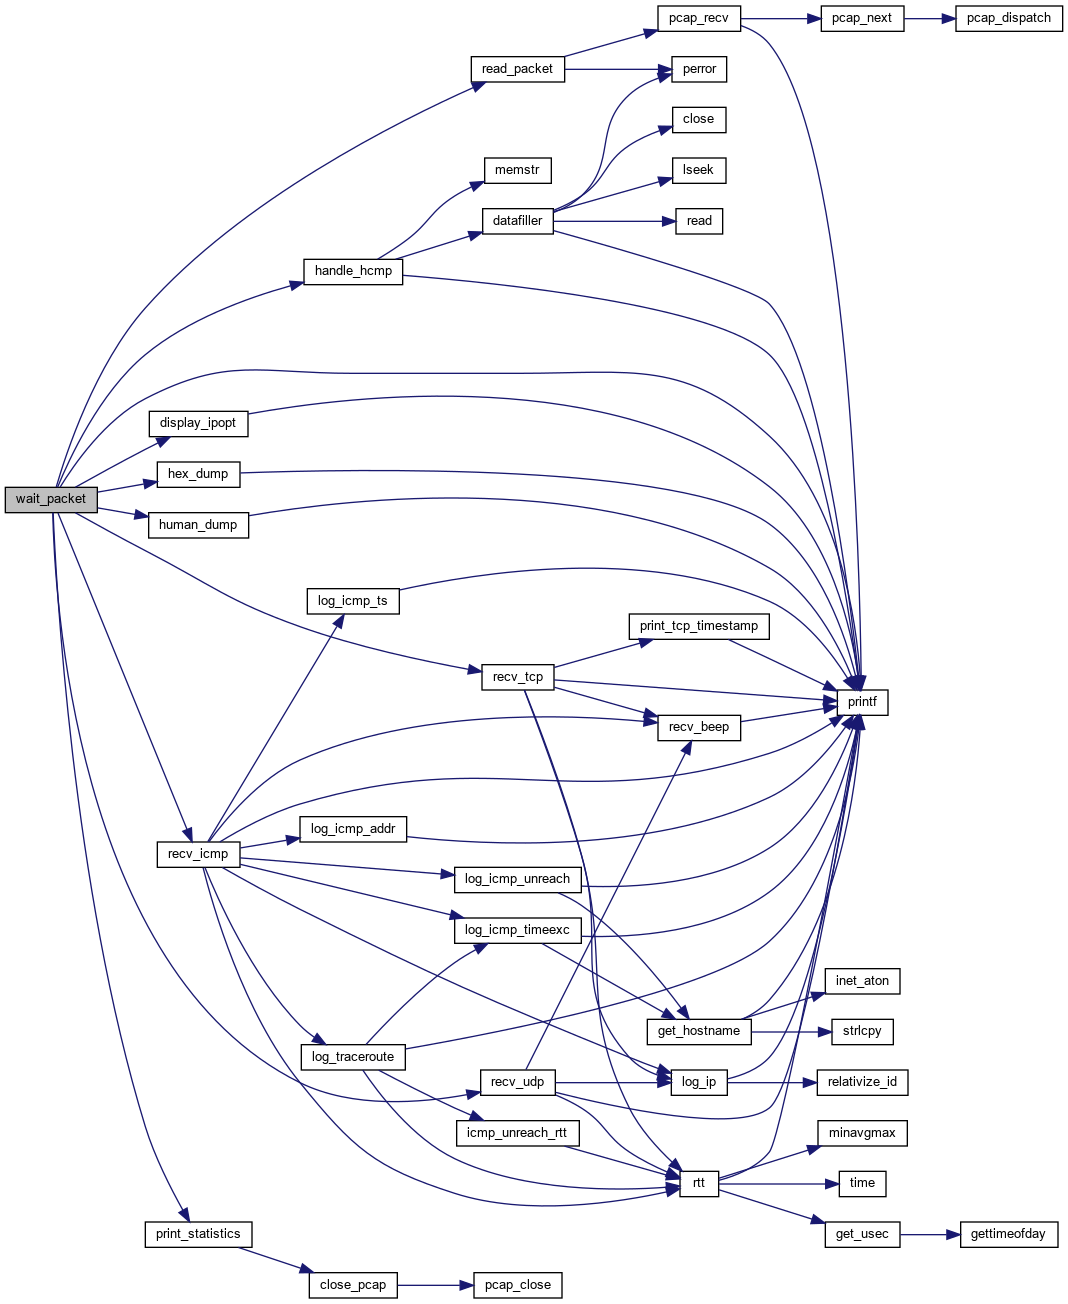 pcap_recv
pcap_next
pcap_dispatch
read_packet
perror
close
memstr
lseek
datafiller
read
handle_hcmp
display_ipopt
hex_dump
wait_packet
human_dump
log_icmp_ts
print_tcp_timestamp
recv_tcp
printf
recv_beep
log_icmp_addr
recv_icmp
log_icmp_unreach
log_icmp_timeexc
inet_aton
get_hostname
strlcpy
log_traceroute
recv_udp
log_ip
relativize_id
icmp_unreach_rtt
minavgmax
rtt
time
print_statistics
get_usec
gettimeofday
close_pcap
pcap_close